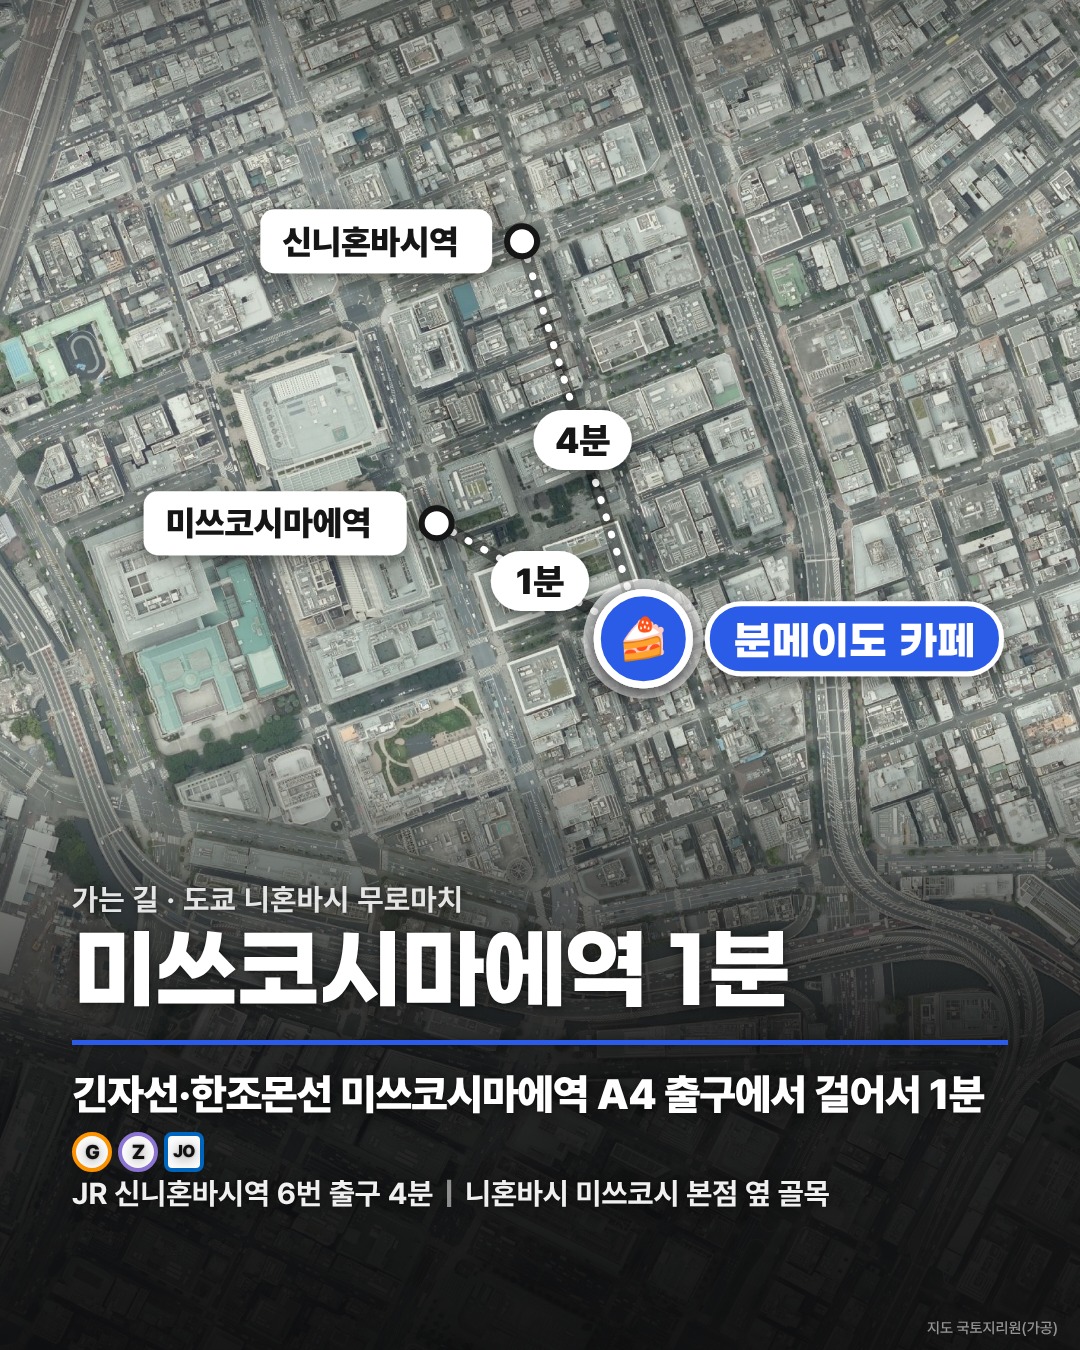 신니혼바시역
4분
미쓰코시마에역
1분
분메이도 카페
가는 길 · 도쿄 니혼바시 무로마치
미쓰코시마에역 1분
긴자선·한조몬선 미쓰코시마에역 A4 출구에서 걸어서 1분
G Z JO
JR 신니혼바시역 6번 출구 4분 | 니혼바시 미쓰코시 본점 옆 골목
지도 국토지리원(가공)